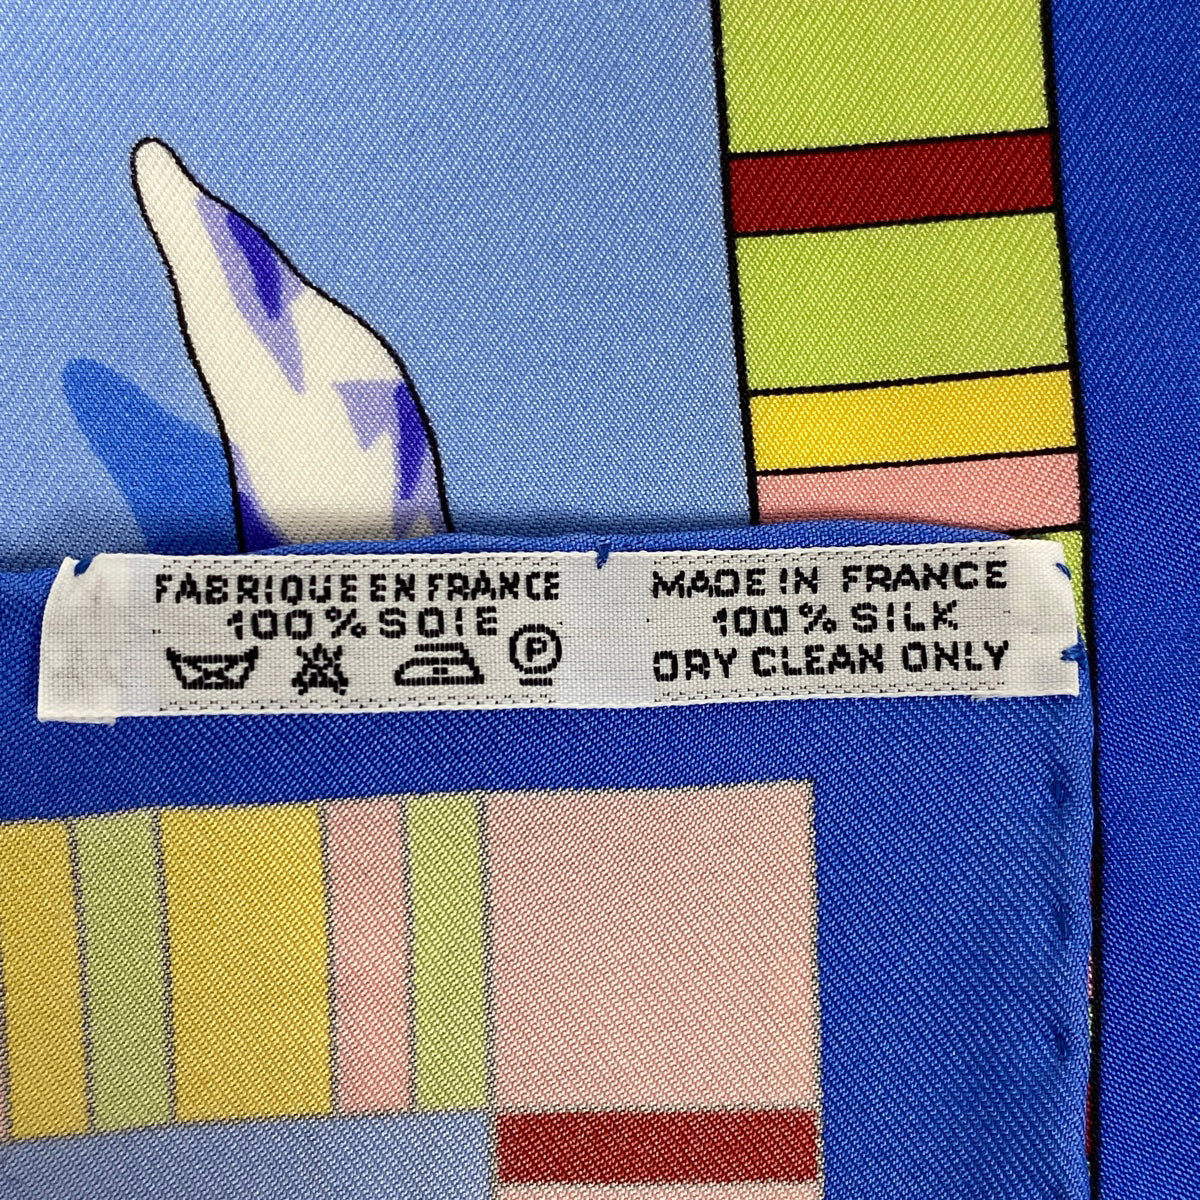 FABRIQUE EN FRANCE
100% SOIE
P
MADE IN FRANCE
100% SILK
DRY CLEAN ONLY